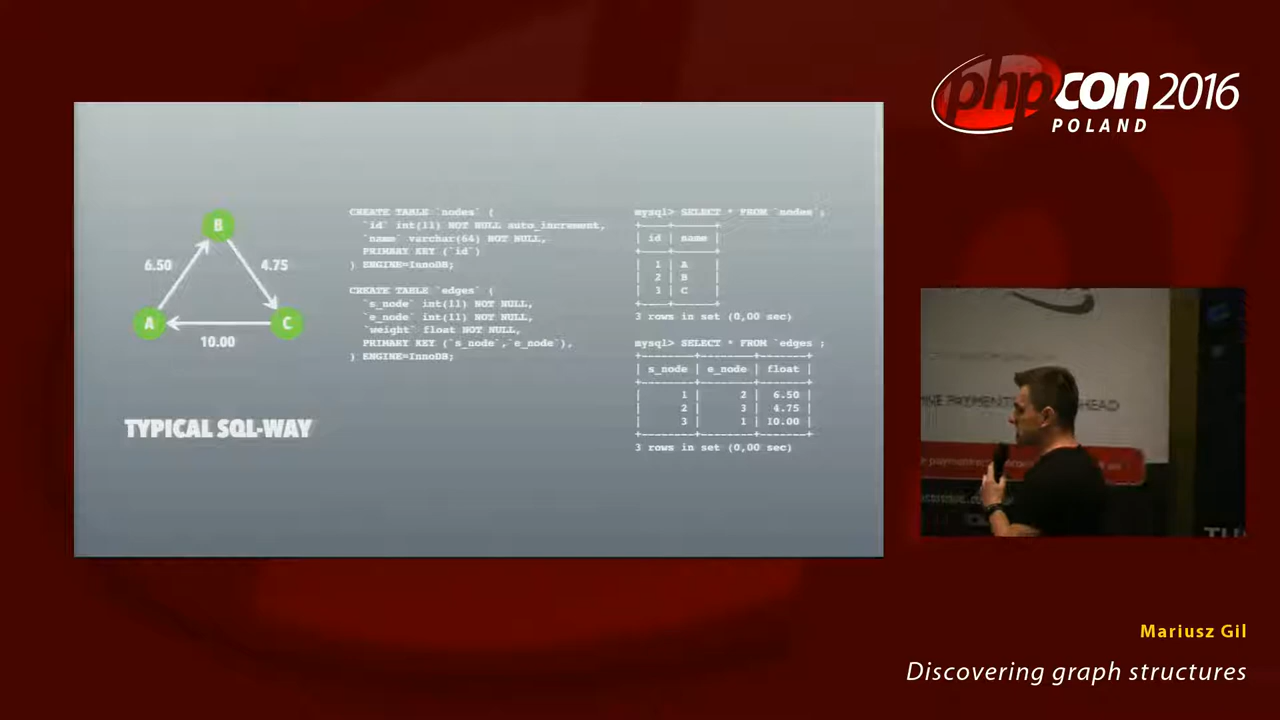 phpcon 2016
POLAND
B
6.50
4.75
A
C
10.00
TYPICAL SQL-WAY
CREATE TABLE `nodes` (
`id` int(11) NOT NULL auto_increment,
`name` varchar(64) NOT NULL,
PRIMARY KEY (`id`)
) ENGINE=InnoDB;
CREATE TABLE `edges` (
`s_node` int(11) NOT NULL,
`e_node` int(11) NOT NULL,
`weight` float NOT NULL,
PRIMARY KEY (`s_node`,`e_node`),
) ENGINE=InnoDB;
mysql> SELECT * FROM `nodes`;
+----+------+
| id | name |
+----+------+
| 1 | A |
| 2 | B |
| 3 | C |
+----+------+
3 rows in set (0,00 sec)
mysql> SELECT * FROM `edges ;
+--------+--------+-------+
| s_node | e_node | float |
+--------+--------+-------+
| 1 | 2 | 6.50 |
| 2 | 3 | 4.75 |
| 3 | 1 | 10.00 |
+--------+--------+-------+
3 rows in set (0,00 sec)
PAYMENT
HEAD
Mariusz Gil
Discovering graph structures